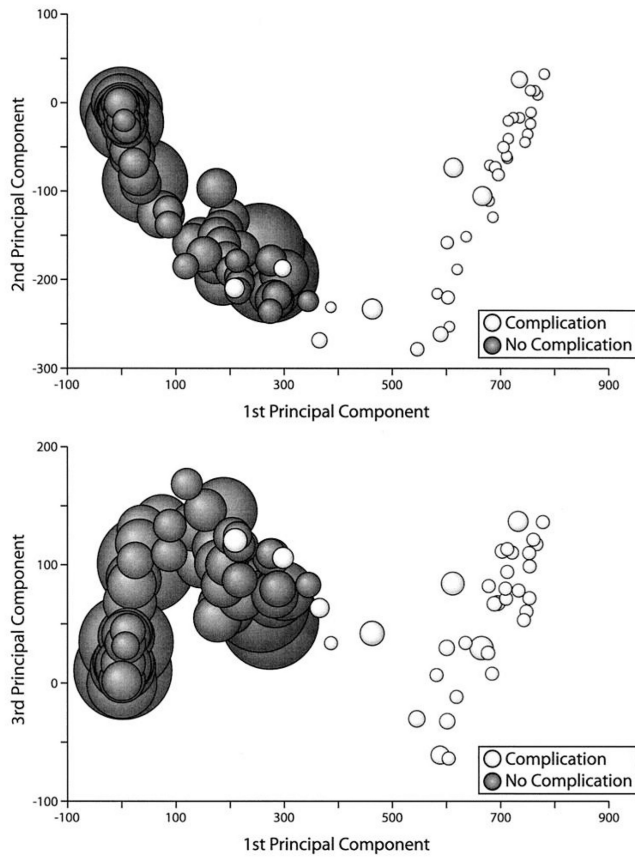 0
-100
-200
-300
2nd Principal Component
-100
100
300
500
700
900
1st Principal Component
Complication
No Complication
200
100
0
-100
3rd Principal Component
-100
100
300
500
700
900
1st Principal Component
Complication
No Complication